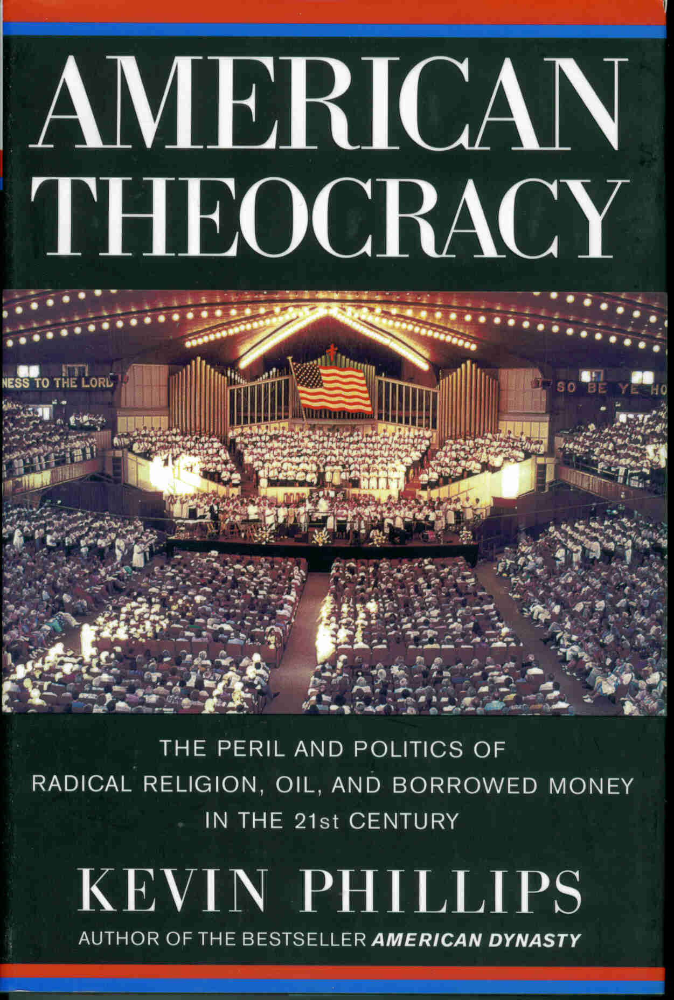 AMERICAN
THEOCRACY
NESS TO THE LORD
SO BE YE HO
THE PERIL AND POLITICS OF
RADICAL RELIGION, OIL, AND BORROWED MONEY
IN THE 21st CENTURY
KEVIN PHILLIPS
AUTHOR OF THE BESTSELLER AMERICAN DYNASTY